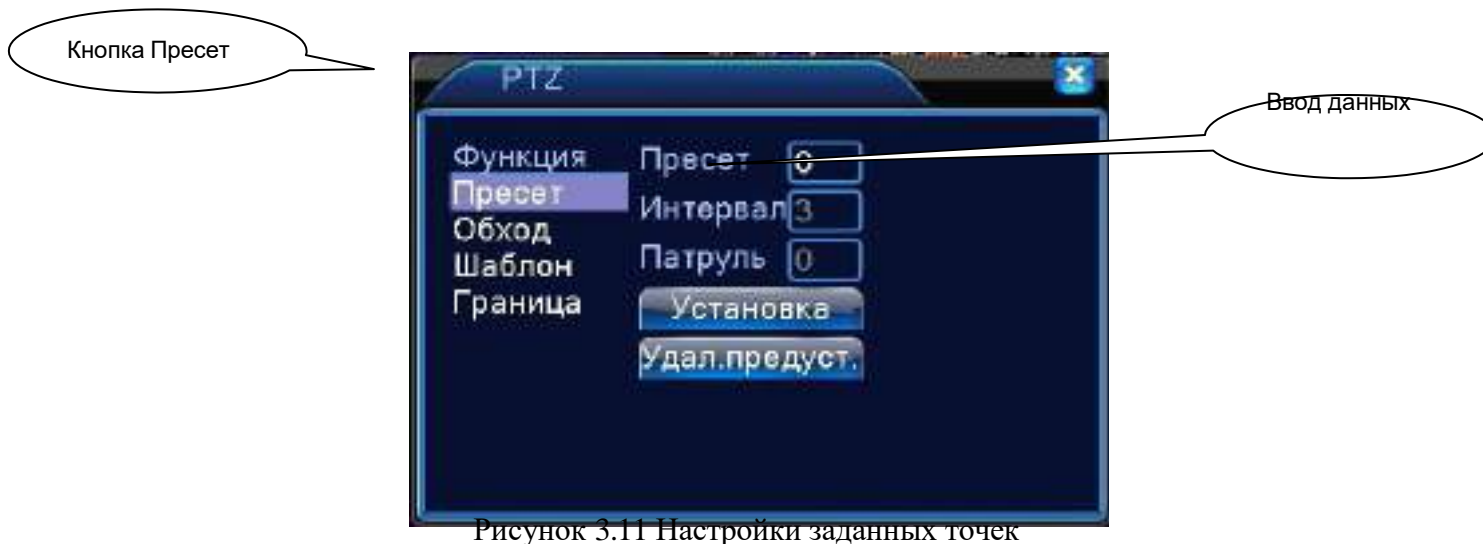 Кнопка Пресет
PTZ
Ввод данных
Функция
Пресет
Обход
Шаблон
Граница
Пресет 0
Интервал 3
Патруль 0
Установка
Удал.предуст.
Рисунок 3.11 Настройки заданных точек